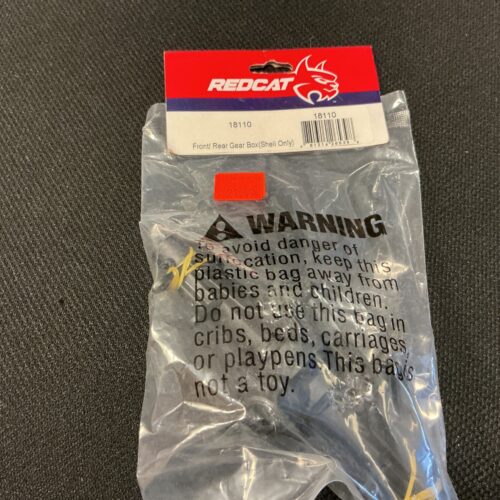 REDCAT
18110
18110
Front/ Rear Gear Box(Shell Only)
WARNING
To avoid danger of
suffocation, keep this
plastic bag away from
babies and children.
Do not use this bag in
cribs, beds, carriages,
or playpens.This bag is
not a toy.